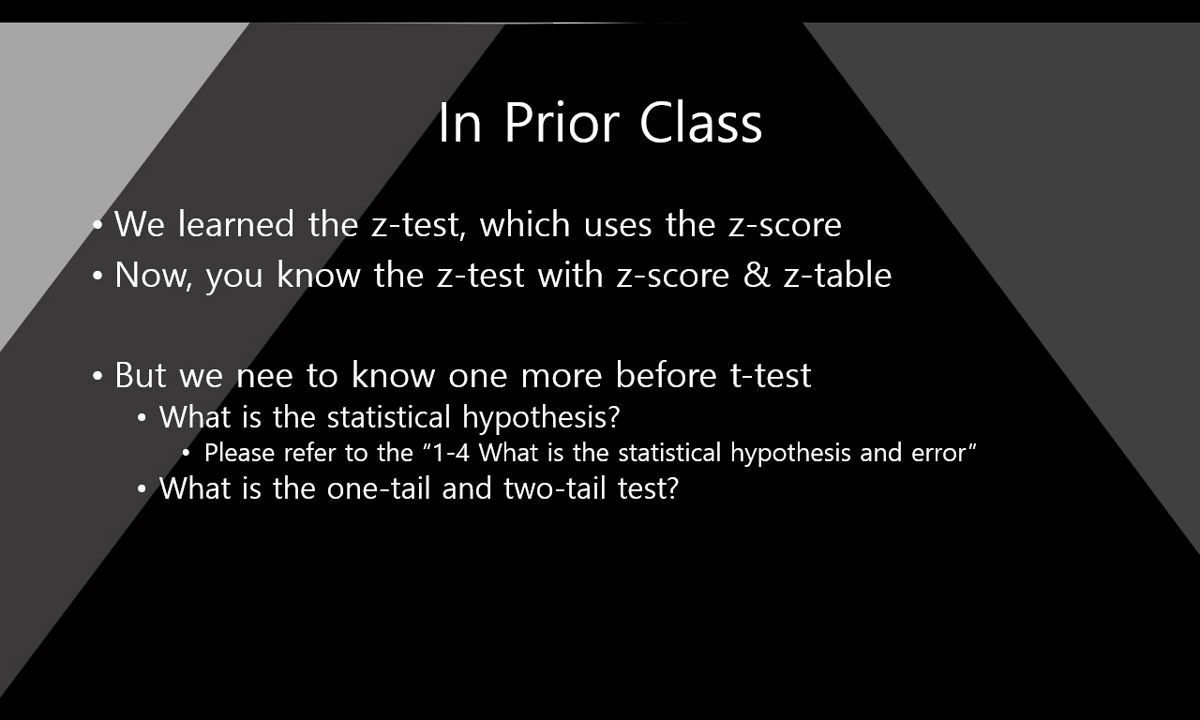 In Prior Class
• We learned the z-test, which uses the z-score
• Now, you know the z-test with z-score & z-table
• But we nee to know one more before t-test
• What is the statistical hypothesis?
• Please refer to the "1-4 What is the statistical hypothesis and error"
• What is the one-tail and two-tail test?